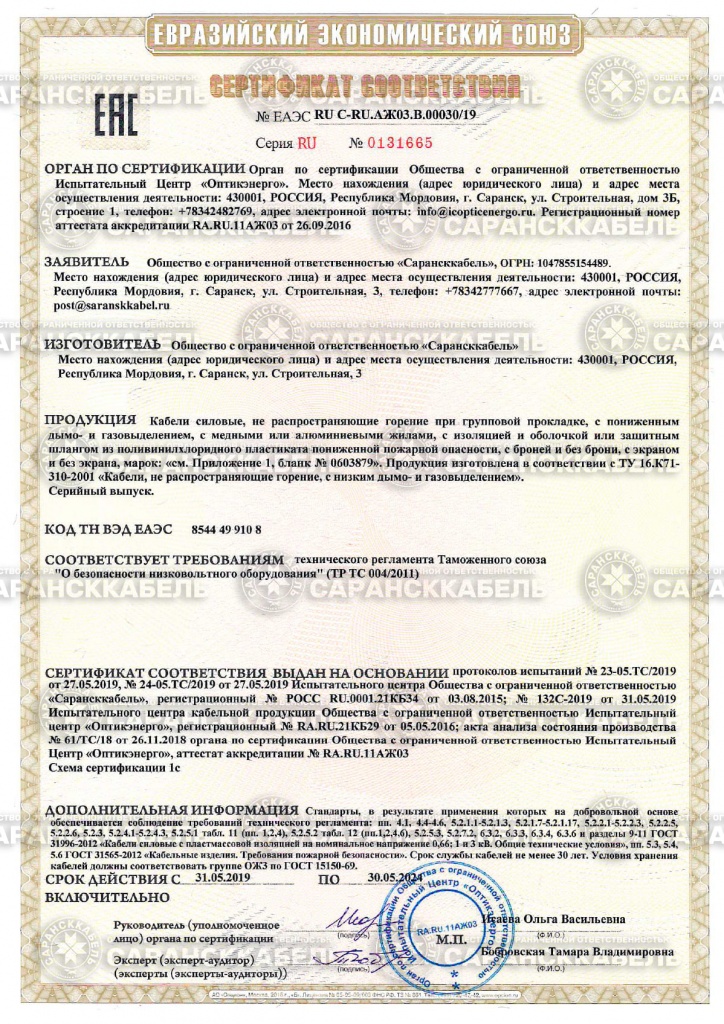 ЕВРАЗИЙСКИЙ ЭКОНОМИЧЕСКИЙ СОЮЗ
СЕРТИФИКАТ СООТВЕТСТВИЯ
ЕАС
№ ЕАЭС RU С-RU.АЖ03.В.00030/19
Серия RU № 0131665
ОРГАН ПО СЕРТИФИКАЦИИ Орган по сертификации Общества с ограниченной ответственностью
Испытательный Центр «Оптикэнерго». Место нахождения (адрес юридического лица) и адрес места
осуществления деятельности: 430001, РОССИЯ, Республика Мордовия, г. Саранск, ул. Строительная, дом 3Б,
строение 1, телефон: +78342482769, адрес электронной почты: info@icopticenergo.ru. Регистрационный номер
аттестата аккредитации RA.RU.11АЖ03 от 26.09.2016
ЗАЯВИТЕЛЬ Общество с ограниченной ответственностью «Саранскабель», ОГРН: 1047855154489.
Место нахождения (адрес юридического лица) и адрес места осуществления деятельности: 430001, РОССИЯ,
Республика Мордовия, г. Саранск, ул. Строительная, 3, телефон: +78342777667, адрес электронной почты:
post@saranskkabel.ru
ИЗГОТОВИТЕЛЬ Общество с ограниченной ответственностью «Сарансккабель»
Место нахождения (адрес юридического лица) и адрес места осуществления деятельности: 430001, РОССИЯ,
Республика Мордовия, г. Саранск, ул. Строительная, 3
ПРОДУКЦИЯ Кабели силовые, не распространяющие горение при групповой прокладке, с пониженным
дымо- и газовыделением, с медными или алюминиевыми жилами, с изоляцией и оболочкой или защитным
шлангом из поливинилхлоридного пластиката пониженной пожарной опасности, с броней и без брони, с экраном
и без экрана, марок: «см. Приложение 1, бланк № 0603879». Продукция изготовлена в соответствии с ТУ 16.К71-
310-2001 «Кабели, не распространяющие горение, с низким дымо- и газовыделением».
Серийный выпуск.
КОД ТН ВЭД ЕАЭС 8544 49 910 8
СООТВЕТСТВУЕТ ТРЕБОВАНИЯМ технического регламента Таможенного союза
"О безопасности низковольтного оборудования" (ТР ТС 004/2011)
СЕРТИФИКАТ СООТВЕТСТВИЯ ВЫДАН НА ОСНОВАНИИ протоколов испытаний № 23-05.ТС/2019
от 27.05.2019, № 24-05.ТС/2019 от 27.05.2019 Испытательного центра Общества с ограниченной ответственностью
«Сарансккабель», регистрационный № РОСС RU.0001.21КБ34 от 03.08.2015; № 132С-2019 от 31.05.2019
Испытательного центра кабельной продукции Общества с ограниченной ответственностью Испытательный
центр «Оптикэнерго», регистрационный № RA.RU.21КБ29 от 05.05.2016; акта анализа состояния производства
№ 61/ТС/18 от 26.11.2018 органа по сертификации Общества с ограниченной ответственностью Испытательный
Центр «Оптикэнерго», аттестат аккредитации № RA.RU.11АЖ03
Схема сертификации 1с
ДОПОЛНИТЕЛЬНАЯ ИНФОРМАЦИЯ Стандарты, в результате применения которых на добровольной основе
обеспечивается соблюдение требований технического регламента: пп. 4.1, 4.4-4.6, 5.2.1.1-5.2.1.3, 5.2.1.7-5.2.1.17, 5.2.2.1-5.2.2.3, 5.2.2.5,
5.2.2.6, 5.2.3, 5.2.4.1-5.2.4.3, 5.2.5.1 табл. 11 (пп. 1,2,4), 5.2.5.2 табл. 12 (пп.1,2,4,6), 5.2.5.3, 5.2.7.2, 6.3.2, 6.3.3, 6.3.4, 6.3.6 и разделы 9-11 ГОСТ
31996-2012 «Кабели силовые с пластмассовой изоляцией на номинальное напряжение 0,66; 1 и 3 кВ. Общие технические условия», пп. 5.3, 5.4,
5.6 ГОСТ 31565-2012 «Кабельные изделия. Требования пожарной безопасности». Срок службы кабелей не менее 30 лет. Условия хранения
кабелей должны соответствовать группе ОЖ3 по ГОСТ 15150-69.
СРОК ДЕЙСТВИЯ С 31.05.2019 ПО 30.05.2024
ВКЛЮЧИТЕЛЬНО
Руководитель (уполномоченное
лицо) органа по сертификации
(подпись)
Исаева Ольга Васильевна
(Ф.И.О.)
М.П.
RA.RU.11АЖ03
Орган по сертификации Общества с ограниченной ответственностью
Испытательный Центр «Оптикэнерго»
Эксперт (эксперт-аудитор)
(эксперты (эксперты-аудиторы))
(подпись)
Бобровская Тамара Владимировна
(Ф.И.О.)
ОБЩЕСТВО С ОГРАНИЧЕННОЙ ОТВЕТСТВЕННОСТЬЮ
САРАНСККАБЕЛЬ